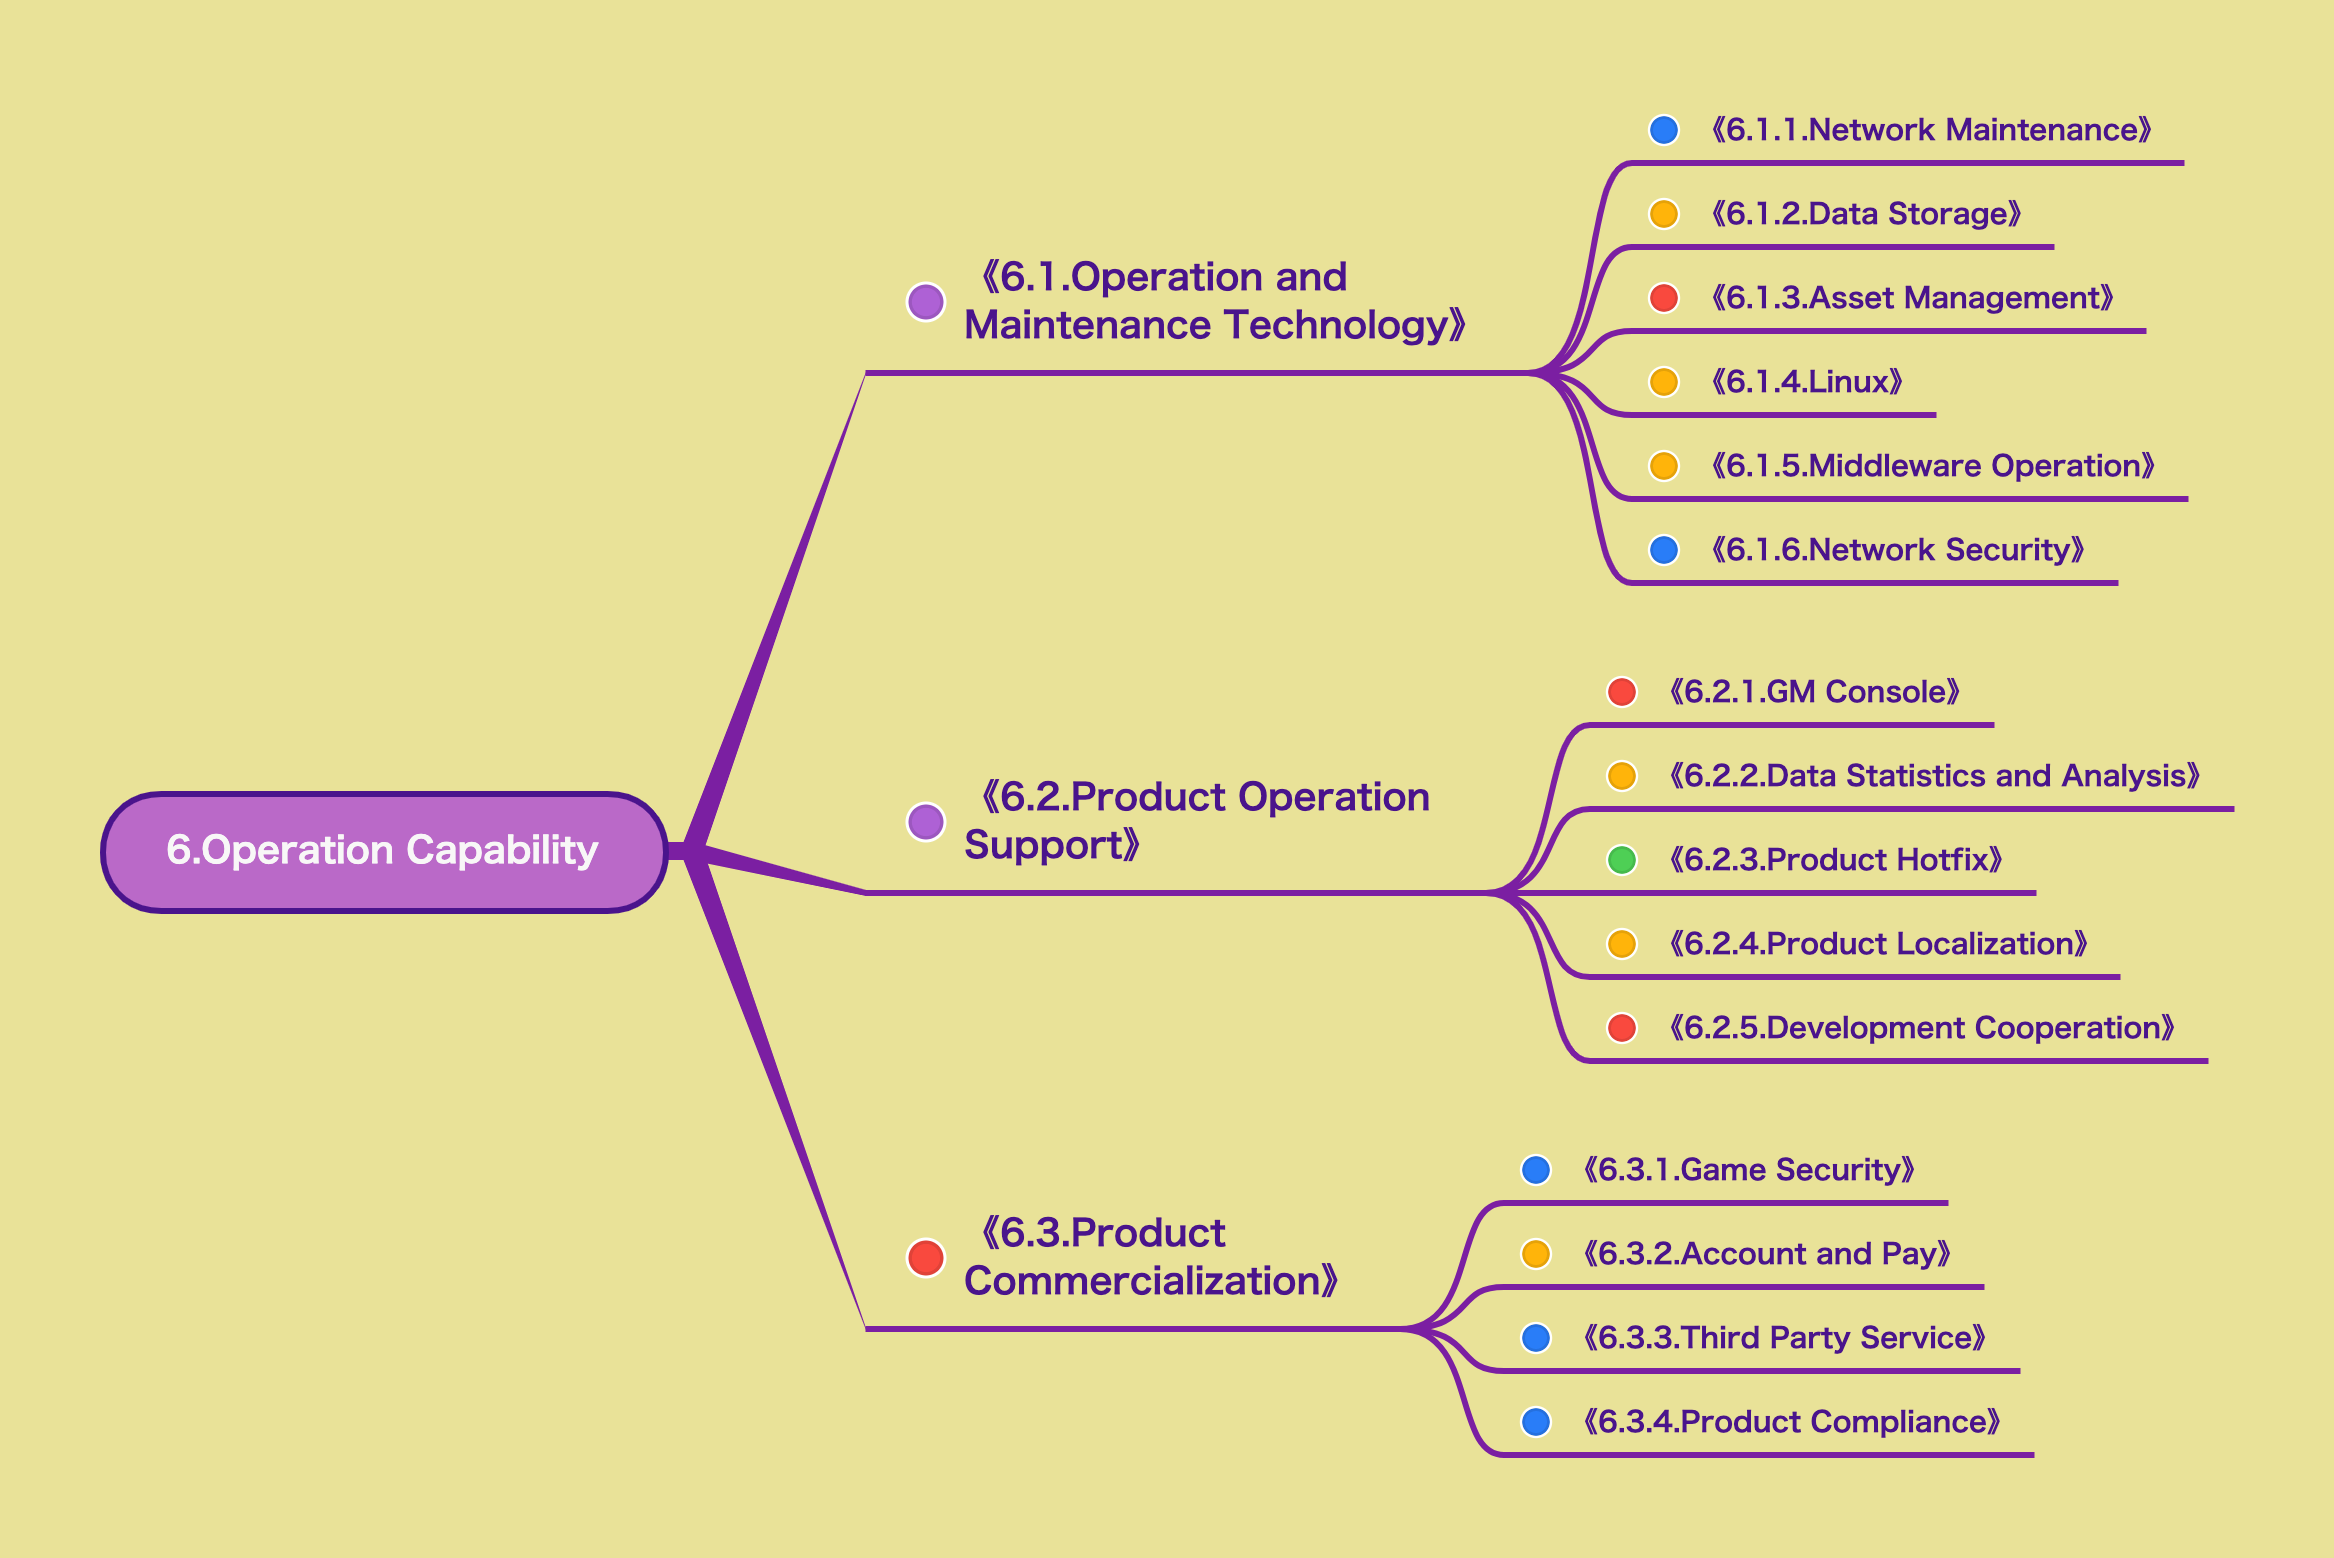 《6.1.1.Network Maintenance》
《6.1.2.Data Storage》
《6.1.Operation and
Maintenance Technology》
《6.1.3.Asset Management》
《6.1.4.Linux》
《6.1.5.Middleware Operation》
《6.1.6.Network Security》
《6.2.1.GM Console》
《6.2.2.Data Statistics and Analysis》
6.Operation Capability
《6.2.Product Operation
Support》
《6.2.3.Product Hotfix》
《6.2.4.Product Localization》
《6.2.5.Development Cooperation》
《6.3.1.Game Security》
《6.3.Product
Commercialization》
《6.3.2.Account and Pay》
《6.3.3.Third Party Service》
《6.3.4.Product Compliance》